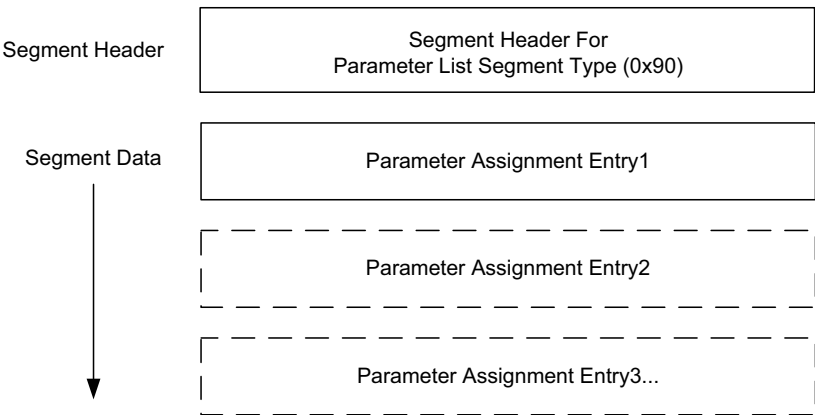 Segment Header
Segment Header For
Parameter List Segment Type (0x90)
Segment Data
Parameter Assignment Entry1
Parameter Assignment Entry2
Parameter Assignment Entry3...